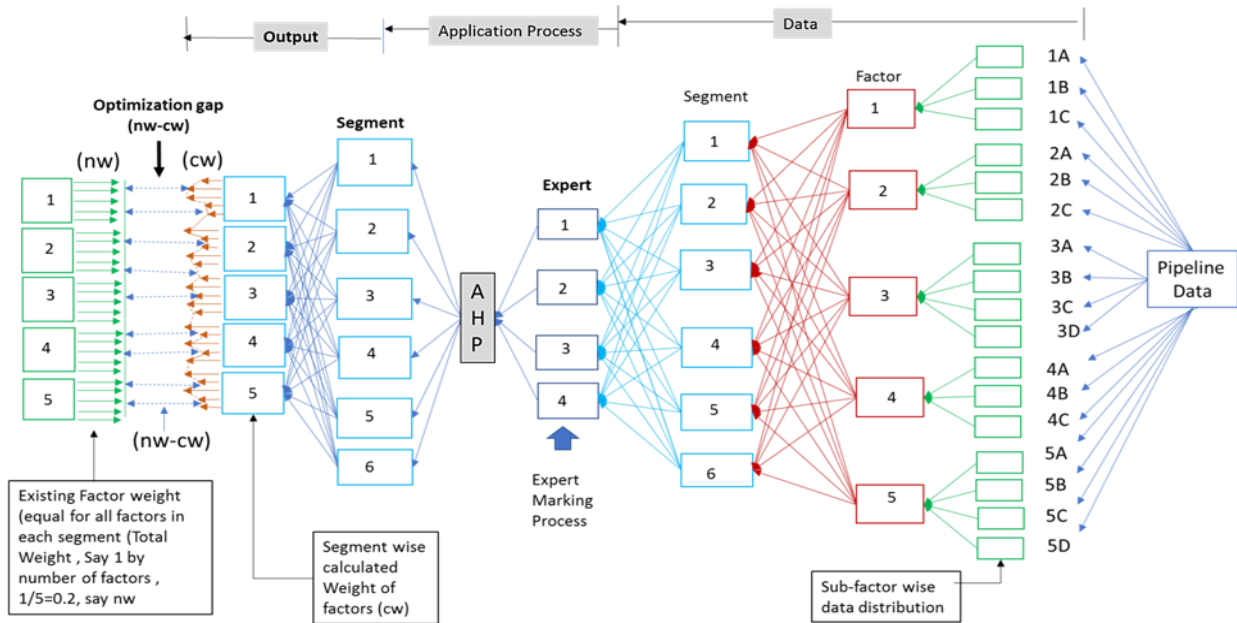 Output
Application Process
Data
Optimization gap
(nw-cw)
(nw)
(cw)
1
2
3
4
5
(nw-cw)
1
2
3
4
5
Segment
1
2
3
4
5
6
A
H
P
Expert
1
2
3
4
Expert
Marking
Process
Segment
1
2
3
4
5
6
Factor
1
2
3
4
5
1A
1B
1C
2A
2B
2C
3A
3B
3C
3D
4A
4B
4C
5A
5B
5C
5D
Pipeline
Data
Existing Factor weight
(equal for all factors in
each segment (Total
Weight , Say 1 by
number of factors ,
1/5=0.2, say nw
Segment wise
calculated
Weight of
factors (cw)
Sub-factor wise
data distribution